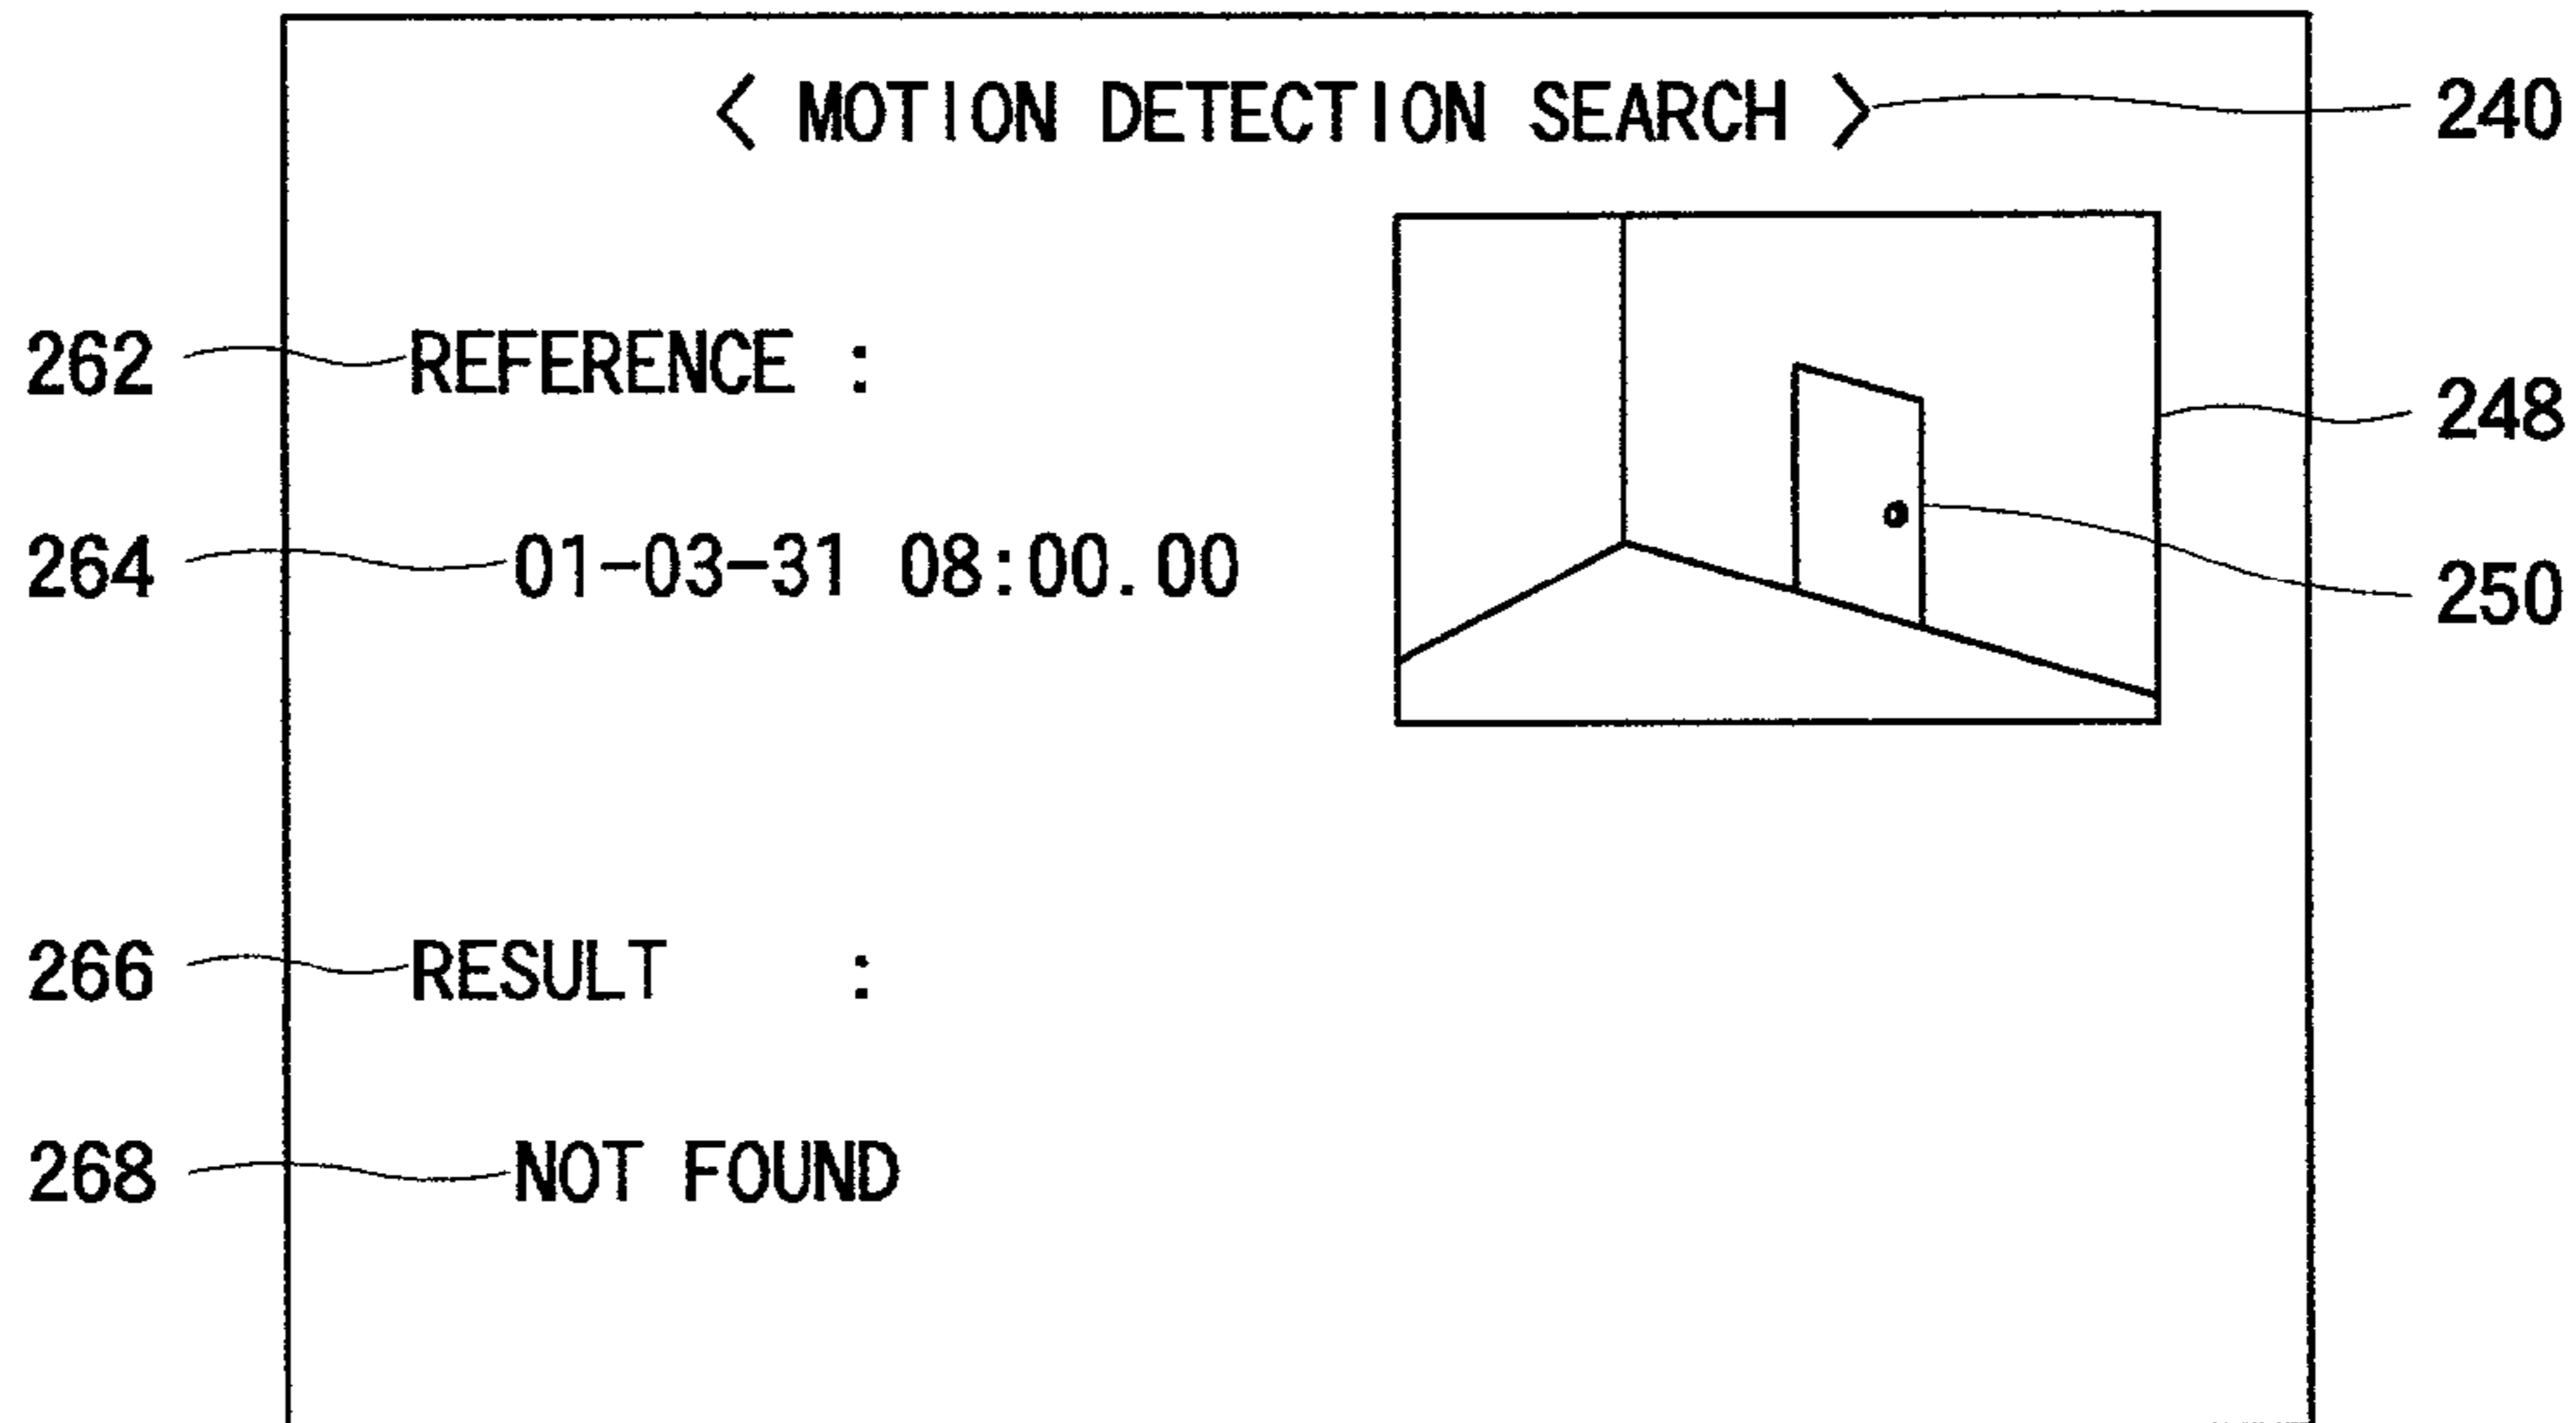 < MOTION DETECTION SEARCH > 240
262 REFERENCE :
248
264 01-03-31 08:00.00
250
266 RESULT :
268 NOT FOUND